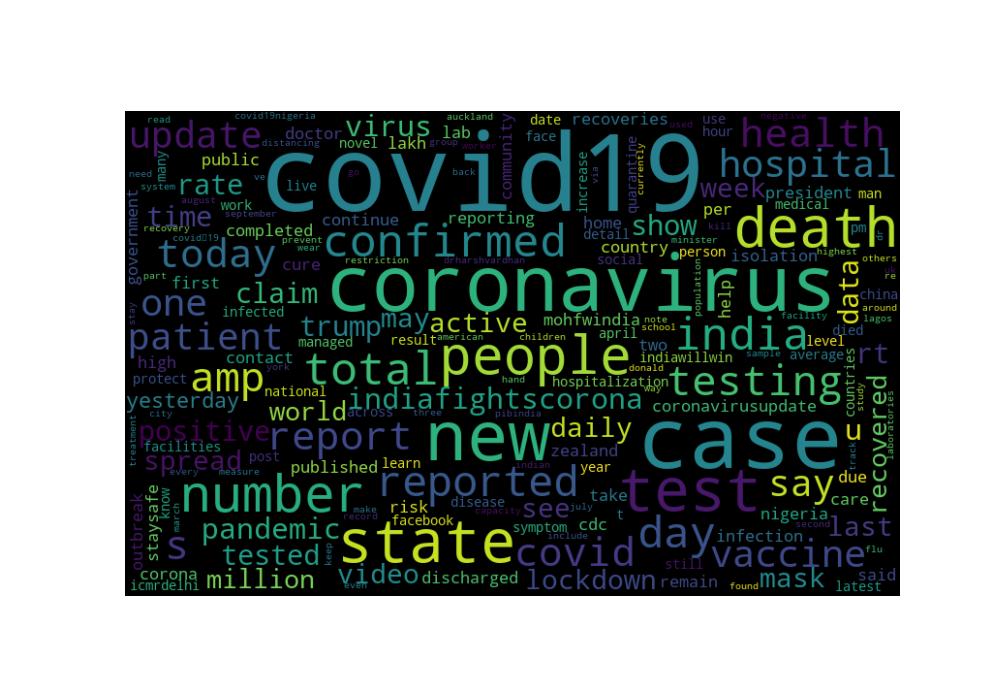 read
covid19nigeria
auckland
negative
update
distancing
doctor
virus
novel
lakh
lab
group
worker
date
face
recoveries
use
hour
used
health
need
many
public
go
covid19
back
community
via
increase
quarantine
currently
hospital
system
august
rate
work
ve
live
week
president
man
medical
government
time
september
completed
continue
reporting
home
detail
show
per
kill
death
pm
dr
recovery
covid19
prevent
wear
confirmed
country
minister
person
highest
others
today
cure
restriction
drharshvardhan
social
isolation
uk
part
first
claim
coronavirus
population
help
data
china
re
one
infected
around
stay
trump
may
active
mohfwindia
april
note
school
india
facility
lagos
patient
managed
result
american
children
two
level
died
high
contact
york
total
people
donald
indiawillwin
sample
average
rt
protect
amp
national
hand
hospitalization
way
testing
countries
study
yesterday
indiafightscorona
coronavirusupdate
city
world
across
three
pibindia
new
case
u
recovered
laboratories
treatment
positive
report
daily
zealand
facilities
spread
post
indian
year
track
every
measure
published
learn
reported
disease
take
test
say
due
care
outbreak
staysafe
know
march
number
make
record
risk
facebook
capacity
see
july
t
symptom
cdc
include
nigeria
second
last
s
pandemic
tested
keep
state
covid
day
infection
vaccine
flu
still
corona
million
video
discharged
lockdown
remain
found
mask
said
icmrdelhi
even
latest